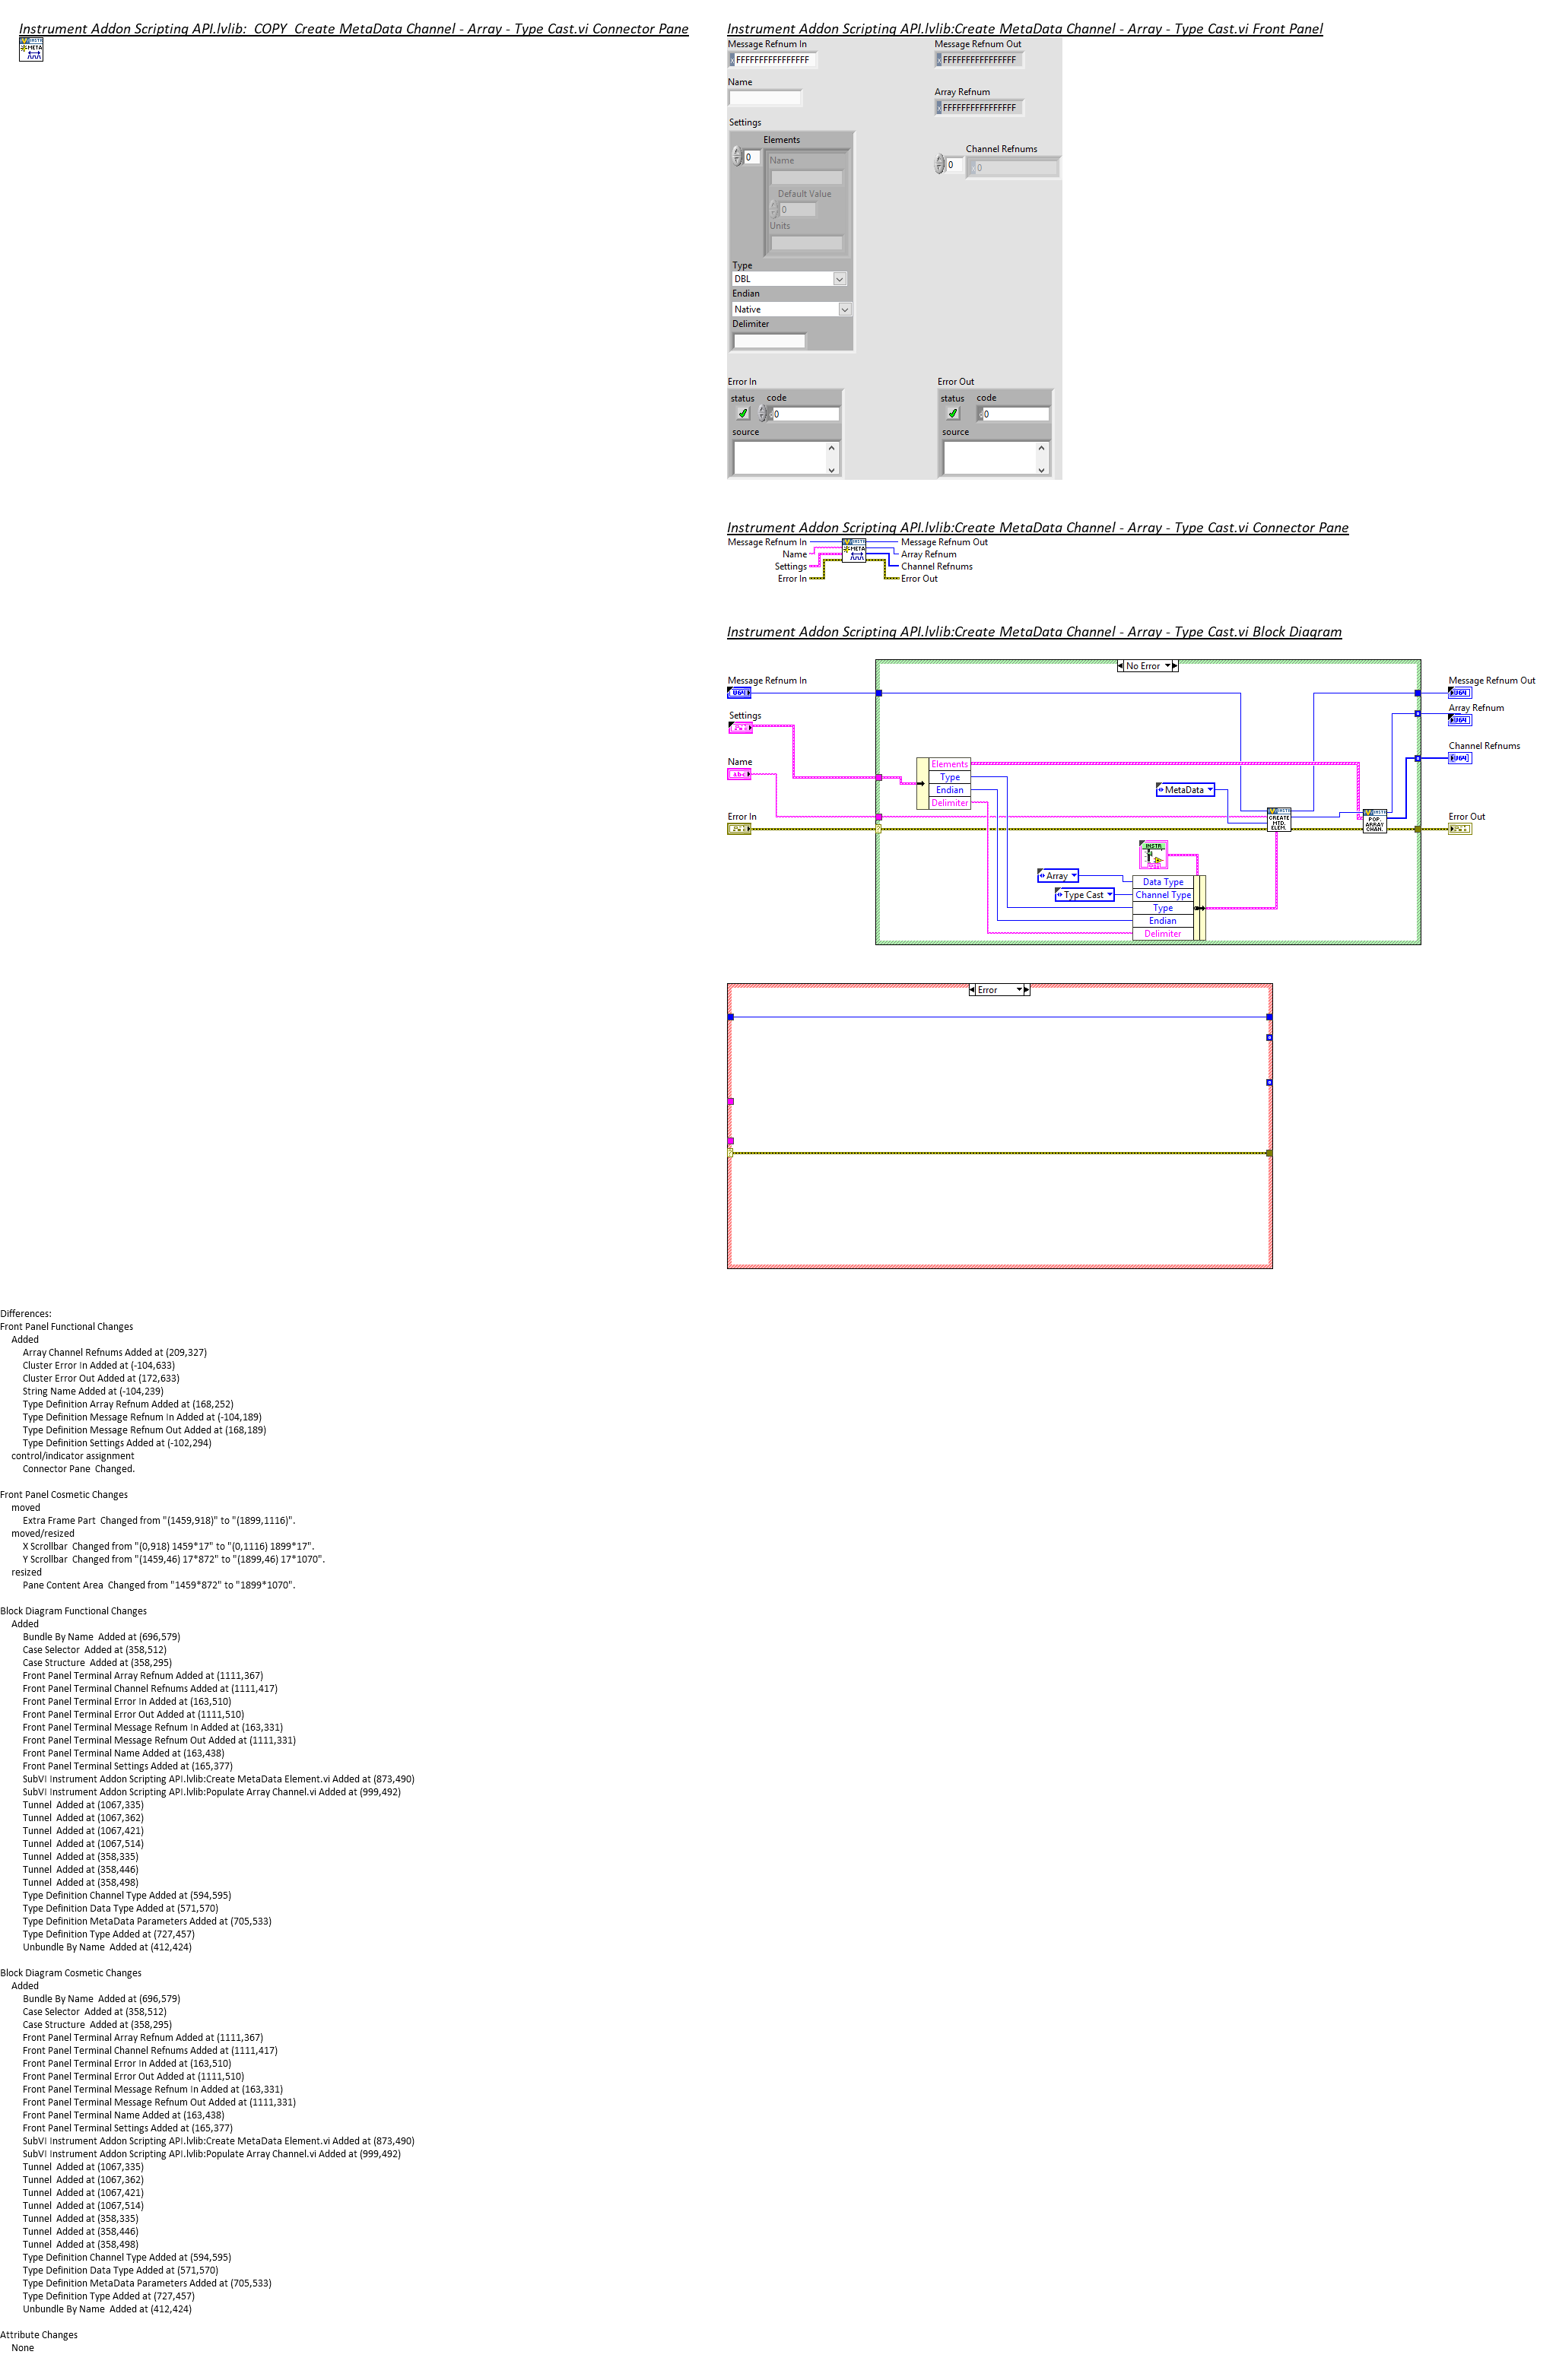 Instrument Addon Scripting API.lvlib:_COPY_Create MetaData Channel - Array - Type Cast.vi Connector Pane
META
Instrument Addon Scripting API.lvlib:Create MetaData Channel - Array - Type Cast.vi Front Panel
Message Refnum In
x FFFFFFFFFFFFFFFF
Message Refnum Out
x FFFFFFFFFFFFFFFF
Name
Array Refnum
x FFFFFFFFFFFFFFFF
Settings
Elements
0
Name
Default Value
0
Units
Channel Refnums
0
x 0
Type
DBL
Endian
Native
Delimiter
Error In
status code
d 0
source
Error Out
status code
d 0
source
Instrument Addon Scripting API.lvlib:Create MetaData Channel - Array - Type Cast.vi Connector Pane
Message Refnum In
Name
Settings
Error In
META
Message Refnum Out
Array Refnum
Channel Refnums
Error Out
Instrument Addon Scripting API.lvlib:Create MetaData Channel - Array - Type Cast.vi Block Diagram
No Error
Message Refnum In
U64
Message Refnum Out
U64
Settings
Array Refnum
U64
Name
abc
Channel Refnums
U64
Elements
Type
Endian
Delimiter
MetaData
Error In
INSTR
CREATE
MTD.
ELEM.
INSTR
POP.
ARRAY
CHAN.
Error Out
INSTR
Array
Type Cast
Data Type
Channel Type
Type
Endian
Delimiter
Error
Differences:
Front Panel Functional Changes
Added
Array Channel Refnums Added at (209,327)
Cluster Error In Added at (-104,633)
Cluster Error Out Added at (172,633)
String Name Added at (-104,239)
Type Definition Array Refnum Added at (168,252)
Type Definition Message Refnum In Added at (-104,189)
Type Definition Message Refnum Out Added at (168,189)
Type Definition Settings Added at (-102,294)
control/indicator assignment
Connector Pane  Changed.
Front Panel Cosmetic Changes
moved
Extra Frame Part  Changed from "(1459,918)" to "(1899,1116)".
moved/resized
X Scrollbar  Changed from "(0,918) 1459*17" to "(0,1116) 1899*17".
Y Scrollbar  Changed from "(1459,46) 17*872" to "(1899,46) 17*1070".
resized
Pane Content Area  Changed from "1459*872" to "1899*1070".
Block Diagram Functional Changes
Added
Bundle By Name  Added at (696,579)
Case Selector  Added at (358,512)
Case Structure  Added at (358,295)
Front Panel Terminal Array Refnum Added at (1111,367)
Front Panel Terminal Channel Refnums Added at (1111,417)
Front Panel Terminal Error In Added at (163,510)
Front Panel Terminal Error Out Added at (1111,510)
Front Panel Terminal Message Refnum In Added at (163,331)
Front Panel Terminal Message Refnum Out Added at (1111,331)
Front Panel Terminal Name Added at (163,438)
Front Panel Terminal Settings Added at (165,377)
SubVI Instrument Addon Scripting API.lvlib:Create MetaData Element.vi Added at (873,490)
SubVI Instrument Addon Scripting API.lvlib:Populate Array Channel.vi Added at (999,492)
Tunnel  Added at (1067,335)
Tunnel  Added at (1067,362)
Tunnel  Added at (1067,421)
Tunnel  Added at (1067,514)
Tunnel  Added at (358,335)
Tunnel  Added at (358,446)
Tunnel  Added at (358,498)
Type Definition Channel Type Added at (594,595)
Type Definition Data Type Added at (571,570)
Type Definition MetaData Parameters Added at (705,533)
Type Definition Type Added at (727,457)
Unbundle By Name  Added at (412,424)
Block Diagram Cosmetic Changes
Added
Bundle By Name  Added at (696,579)
Case Selector  Added at (358,512)
Case Structure  Added at (358,295)
Front Panel Terminal Array Refnum Added at (1111,367)
Front Panel Terminal Channel Refnums Added at (1111,417)
Front Panel Terminal Error In Added at (163,510)
Front Panel Terminal Error Out Added at (1111,510)
Front Panel Terminal Message Refnum In Added at (163,331)
Front Panel Terminal Message Refnum Out Added at (1111,331)
Front Panel Terminal Name Added at (163,438)
Front Panel Terminal Settings Added at (165,377)
SubVI Instrument Addon Scripting API.lvlib:Create MetaData Element.vi Added at (873,490)
SubVI Instrument Addon Scripting API.lvlib:Populate Array Channel.vi Added at (999,492)
Tunnel  Added at (1067,335)
Tunnel  Added at (1067,362)
Tunnel  Added at (1067,421)
Tunnel  Added at (1067,514)
Tunnel  Added at (358,335)
Tunnel  Added at (358,446)
Tunnel  Added at (358,498)
Type Definition Channel Type Added at (594,595)
Type Definition Data Type Added at (571,570)
Type Definition MetaData Parameters Added at (705,533)
Type Definition Type Added at (727,457)
Unbundle By Name  Added at (412,424)
Attribute Changes
None